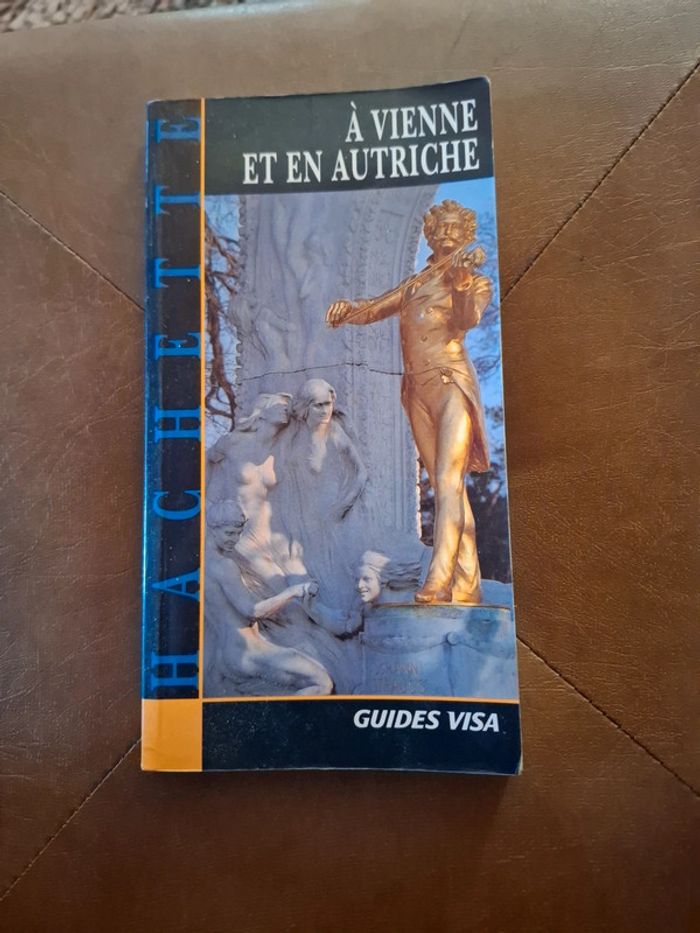 À VIENNE
ET EN AUTRICHE
HACHETTE
GUIDES VISA